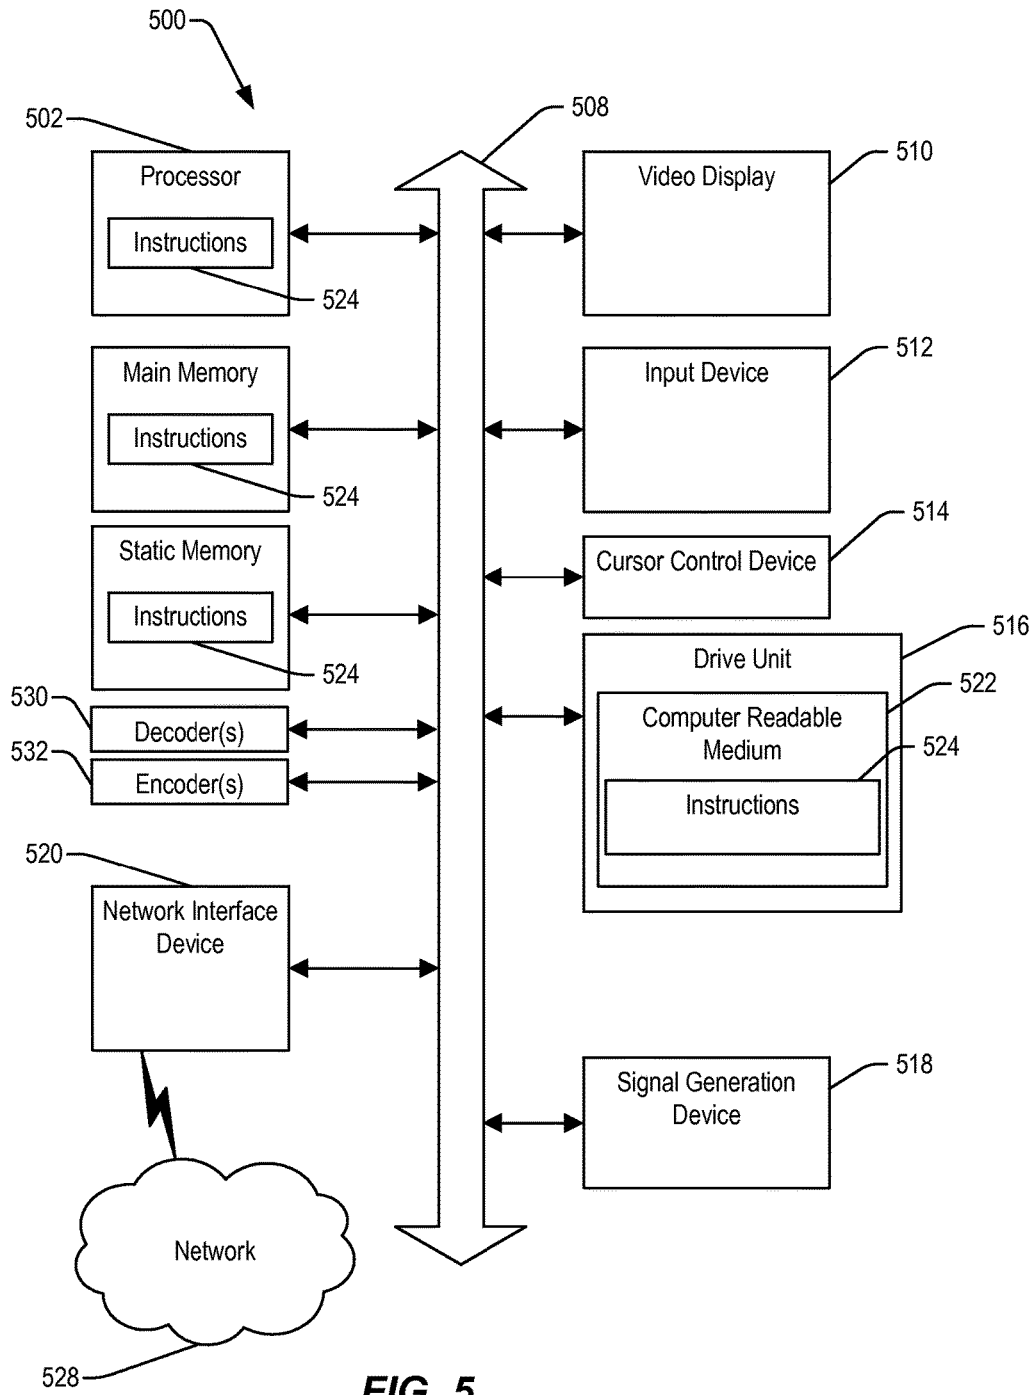 500
502
508
510
Processor
Video Display
Instructions
524
512
Main Memory
Input Device
Instructions
524
514
Static Memory
Cursor Control Device
Instructions
516
Drive Unit
524
522
530
Computer Readable
Medium
Decoder(s)
532
524
Encoder(s)
Instructions
520
Network Interface
Device
518
Signal Generation
Device
Network
528
FIG. 5